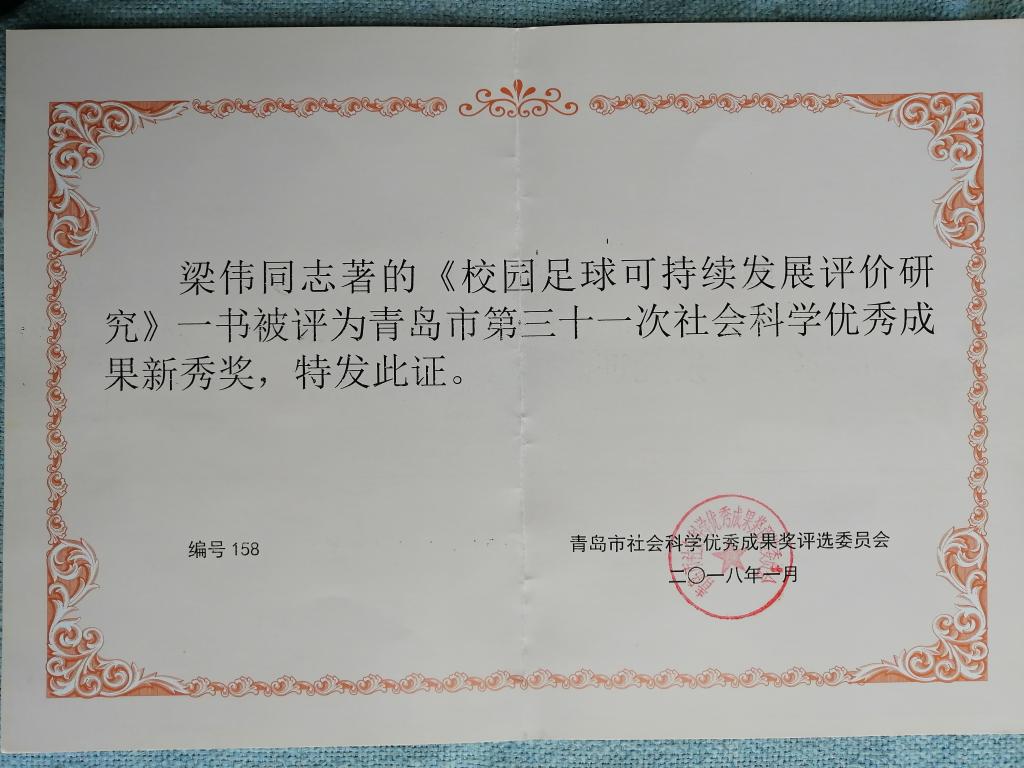 梁伟同志著的《校园足球可持续发展评价研
究》一书被评为青岛市第三十一次社会科学优秀成
果新秀奖，特发此证。
编号 158
青岛市社会科学优秀成果奖评选委员会
二〇一八年一月